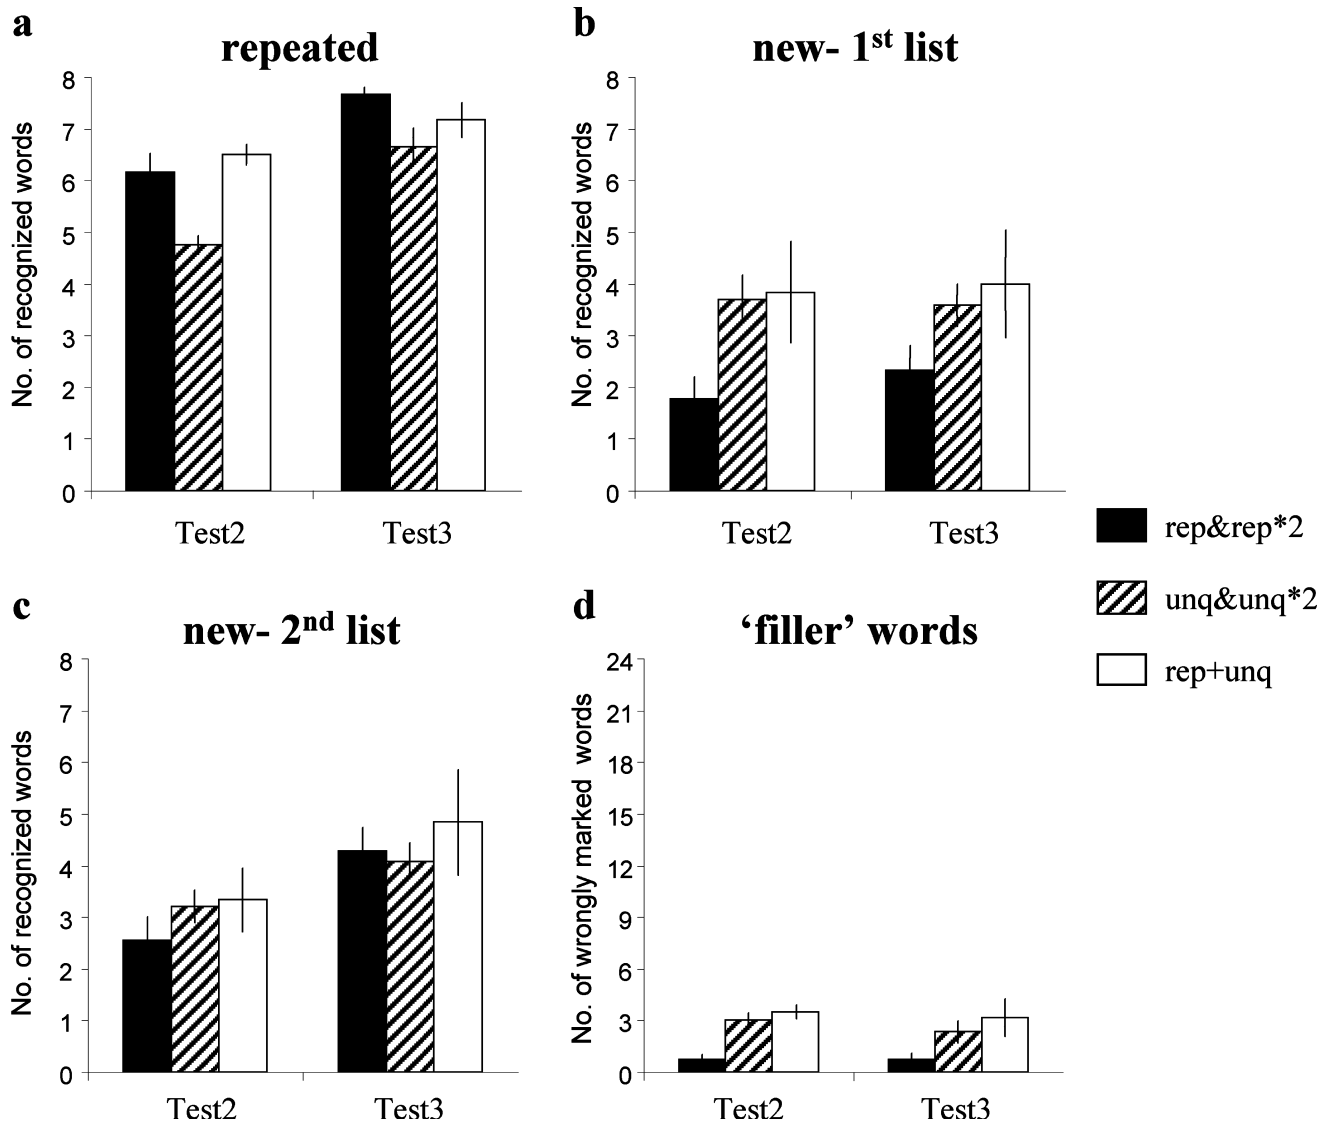 a
repeated
No. of recognized words
8
7
6
5
4
3
2
1
0
Test2 Test3
b
new- 1st list
No. of recognized words
8
7
6
5
4
3
2
1
0
Test2 Test3
rep&rep*2
unq&unq*2
rep+unq
c
new- 2nd list
No. of recognized words
8
7
6
5
4
3
2
1
0
Test2 Test3
d
‘filler’ words
No. of wrongly marked words
24
21
18
15
12
9
6
3
0
Test2 Test3